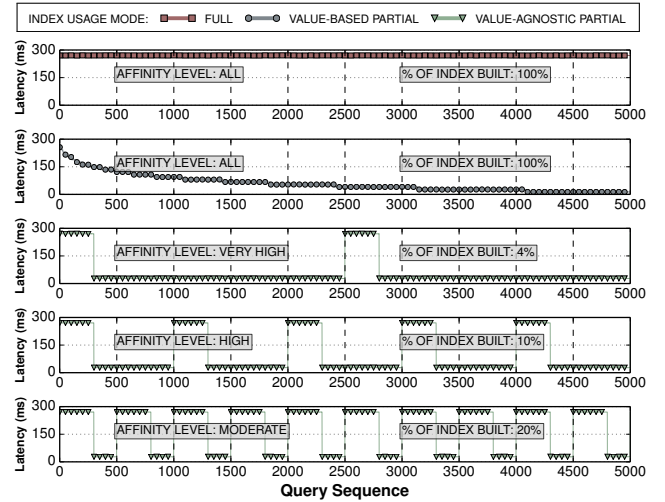 INDEX USAGE MODE: FULL VALUE-BASED PARTIAL VALUE-AGNOSTIC PARTIAL
Latency (ms)
300
150
0
AFFINITY LEVEL: ALL
% OF INDEX BUILT: 100%
0 500 1000 1500 2000 2500 3000 3500 4000 4500 5000
Latency (ms)
300
150
0
AFFINITY LEVEL: ALL
% OF INDEX BUILT: 100%
0 500 1000 1500 2000 2500 3000 3500 4000 4500 5000
Latency (ms)
300
150
0
AFFINITY LEVEL: VERY HIGH
% OF INDEX BUILT: 4%
0 500 1000 1500 2000 2500 3000 3500 4000 4500 5000
Latency (ms)
300
150
0
AFFINITY LEVEL: HIGH
% OF INDEX BUILT: 10%
0 500 1000 1500 2000 2500 3000 3500 4000 4500 5000
Latency (ms)
300
150
0
AFFINITY LEVEL: MODERATE
% OF INDEX BUILT: 20%
0 500 1000 1500 2000 2500 3000 3500 4000 4500 5000
Query Sequence